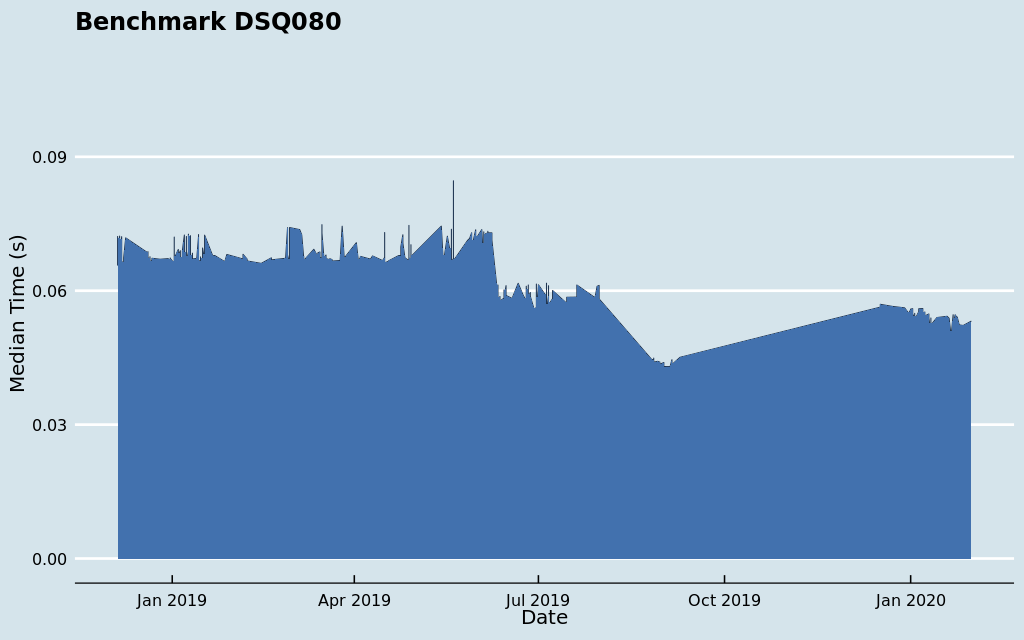 Benchmark DSQ080
Median Time (s)
0.09
0.06
0.03
0.00
Jan 2019
Apr 2019
Jul 2019
Oct 2019
Jan 2020
Date